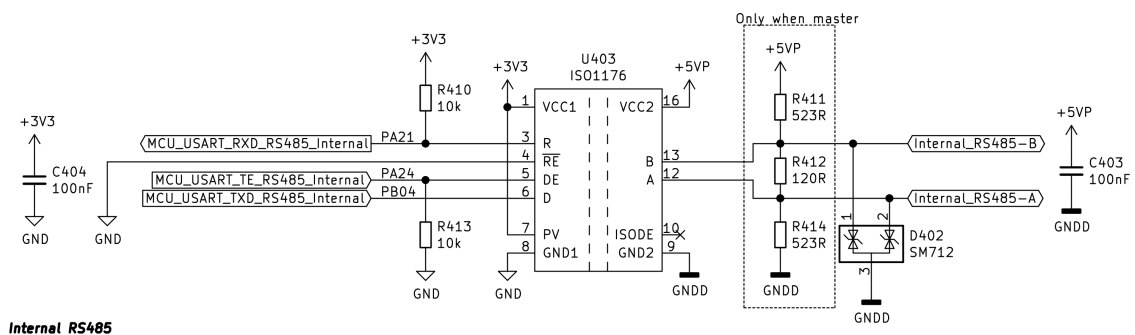 Only when master
+3V3
U403
ISO1176
+3V3
+5VP
+5VP
R410
10k
1 VCC1
VCC2 16
R411
523R
+3V3
+5VP
MCU_USART_RXD_RS485_Internal PA21
3 R
Internal_RS485-B
4 RE
B 13
R412
120R
C404
100nF
MCU_USART_TE_RS485_Internal PA24
5 DE
A 12
C403
100nF
MCU_USART_TXD_RS485_Internal PB04
6 D
Internal_RS485-A
1
2
GND
GND
R413
10k
7 PV
ISODE 10
R414
523R
D402
SM712
GNDD
8 GND1
GND2 9
3
GND
GND
GNDD
GNDD
GNDD
Internal RS485